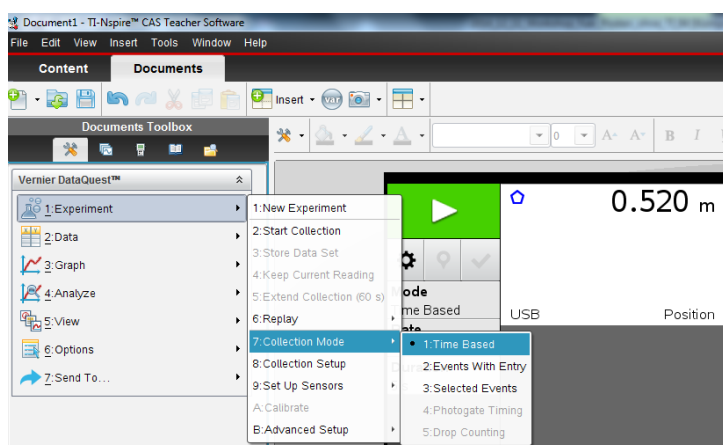 Document1 - TI-Nspire™ CAS Teacher Software
File Edit View Insert Tools Window Help
Content Documents
Insert var
Documents Toolbox
0 A+ A- B I
Vernier DataQuest™
1:Experiment
2:Data
3:Graph
4:Analyze
5:View
6:Options
7:Send To...
1:New Experiment
2:Start Collection
3:Store Data Set
4:Keep Current Reading
5:Extend Collection (60 s)
6:Replay
7:Collection Mode
8:Collection Setup
9:Set Up Sensors
A:Calibrate
B:Advanced Setup
1:Time Based
2:Events With Entry
3:Selected Events
4:Photogate Timing
5:Drop Counting
ode
me Based
ate
0.520 m
USB Position